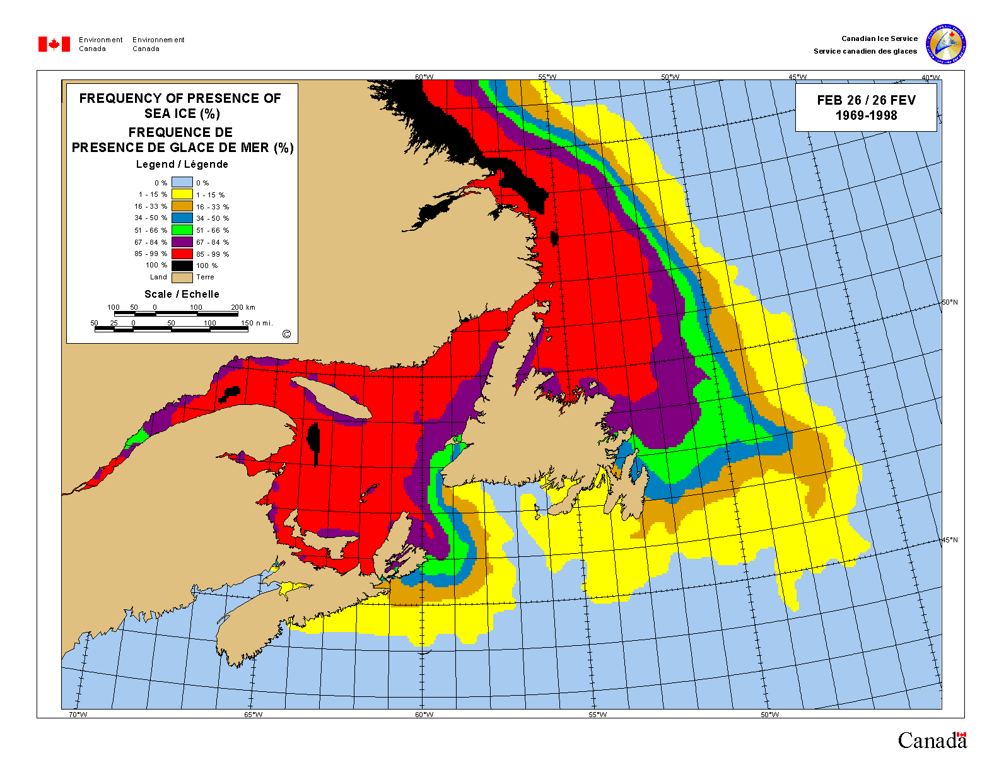 Environment Environnement
Canada Canada
Canadian Ice Service
Service canadien des glaces
60°W 55°W 50°W 45°W 40°W
FREQUENCY OF PRESENCE OF
SEA ICE (%)
FREQUENCE DE
PRESENCE DE GLACE DE MER (%)
Legend / Légende
0 % 0 %
1 - 15 % 1 - 15 %
16 - 33 % 16 - 33 %
34 - 50 % 34 - 50 %
51 - 66 % 51 - 66 %
67 - 84 % 67 - 84 %
85 - 99 % 85 - 99 %
100 % 100 %
Land Terre
Scale / Echelle
100 50 0 100 200 km
50 25 0 50 100 150 n mi.
©
FEB 26 / 26 FEV
1969-1998
50°N
45°N
70°W 65°W 60°W 55°W 50°W
Canada